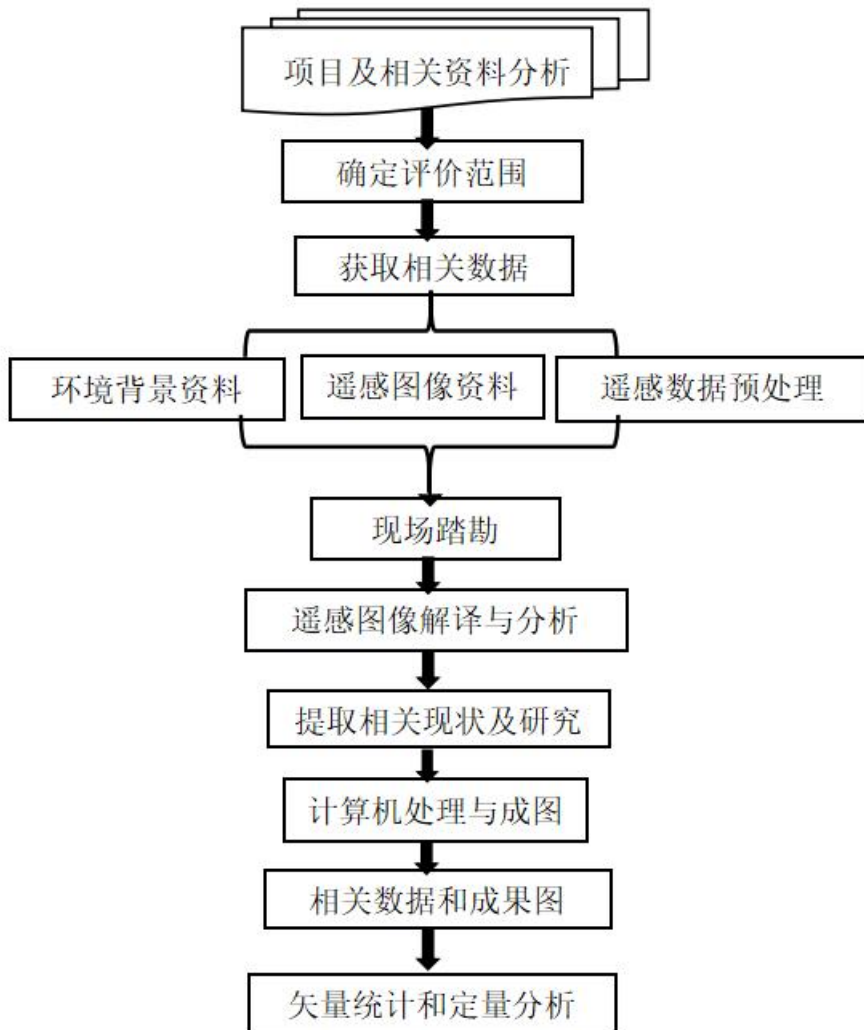 项目及相关资料分析
确定评价范围
获取相关数据
环境背景资料
遥感图像资料
遥感数据预处理
现场踏勘
遥感图像解译与分析
提取相关现状及研究
计算机处理与成图
相关数据和成果图
矢量统计和定量分析